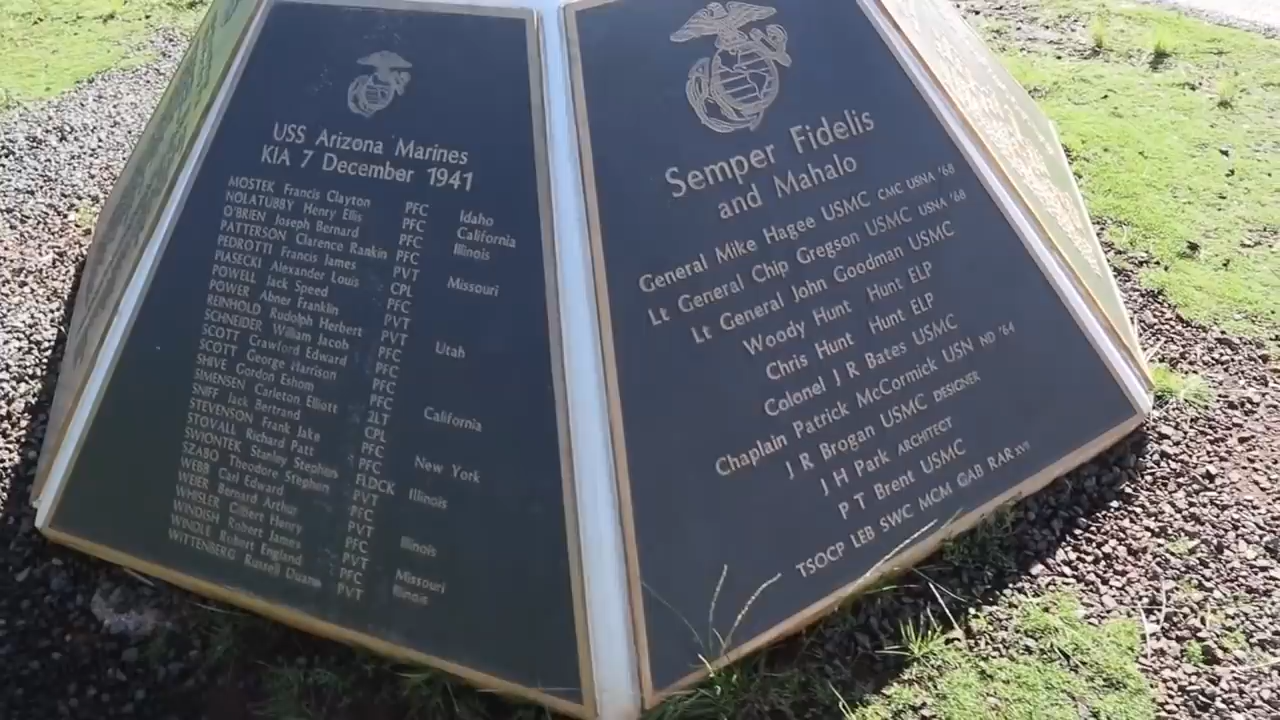 USS Arizona Marines
KIA 7 December 1941
MOSTEK Francis Clayton PFC Idaho
NOLATUBBY Henry Ellis PFC California
O'BRIEN Joseph Bernard PFC Illinois
PATTERSON Clarence Rankin PFC
PEDROTTI Francis James PVT Missouri
PIASECKI Alexander Louis CPL
POWELL Jack Speed PFC
POWER Abner Franklin PVT
REINHOLD Rudolph Herbert PVT Utah
SCHNEIDER William Jacob PFC
SCOTT Crawford Edward PFC
SCOTT George Harrison PFC
SHIVE Gordon Eshom PFC California
SIMENSEN Carleton Elliott 2LT
SNIFF Jack Bertrand CPL
STEVENSON Frank Jake PFC New York
STOVALL Richard Patt PFC
SWIONTEK Stanley Stephen FLDCK Illinois
SZABO Theodore Stephen PVT
WEBB Carl Edward PFC
WEIER Bernard Arthur PVT Illinois
WHISLER Gilbert Henry PFC
WINDISH Robert James PVT Missouri
WINDLE Robert England PFC Illinois
WITTENBERG Russell Duane PVT
Semper Fidelis
and Mahalo
General Mike Hagee USMC CMC USNA '68
Lt General Chip Gregson USMC USNA '68
Lt General John Goodman USMC
Woody Hunt Hunt ELP
Chris Hunt Hunt ELP
Colonel J R Bates USMC
Chaplain Patrick McCormick USN ND '64
J R Brogan USMC DESIGNER
J H Park ARCHITECT
P T Brent USMC
TSOCP LEB SWC MCM GAB RAR XVII